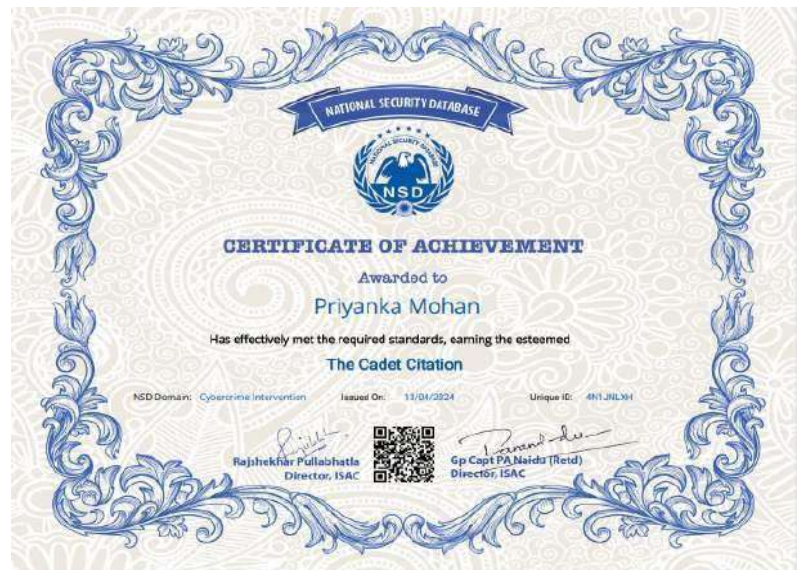 NATIONAL SECURITY DATABASE
NATIONAL SECURITY DATABASE
NSD
CERTIFICATE OF ACHIEVEMENT
Awarded to
Priyanka Mohan
Has effectively met the required standards, earning the esteemed
The Cadet Citation
NSD Domain: Cybercrime Intervention Issued On: 13/04/2024 Unique ID:
Rajshekhar Pullabhatla
Director, ISAC
Gp Capt PA Naidu (Retd)
Director, ISAC